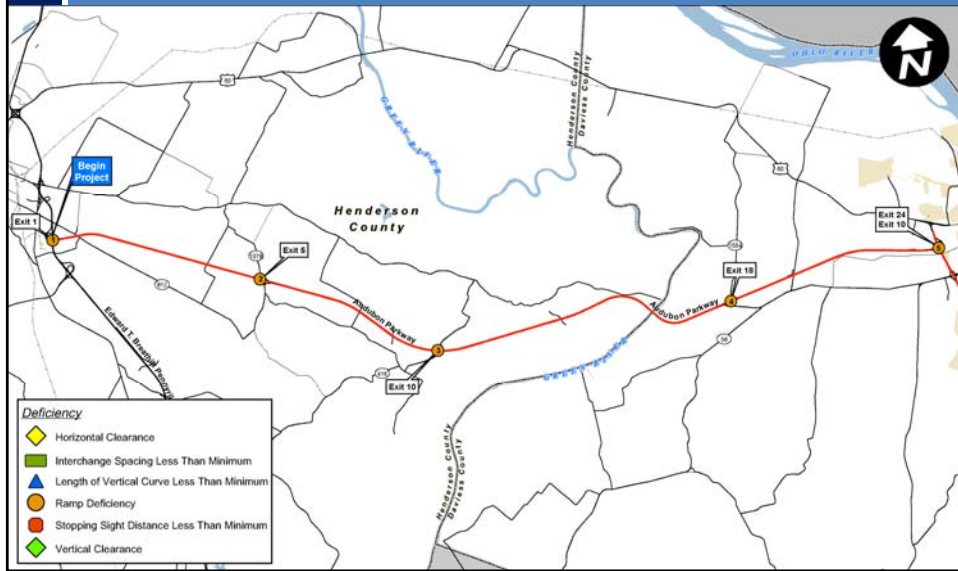 OHIO RIVER
N
60
GREEN RIVER
Henderson County
Daviess County
Begin
Project
60
Exit 1
1
Henderson
County
Exit 24
Exit 10
5
1078
Exit 5
2
1554
Exit 18
4
812
Audubon Parkway
Audubon Parkway
3
56
416
Exit 10
GREEN RIVER
Edward T. Breathitt Pennyril
Henderson County
Daviess County
Deficiency
Horizontal Clearance
Interchange Spacing Less Than Minimum
Length of Vertical Curve Less Than Minimum
Ramp Deficiency
Stopping Sight Distance Less Than Minimum
Vertical Clearance